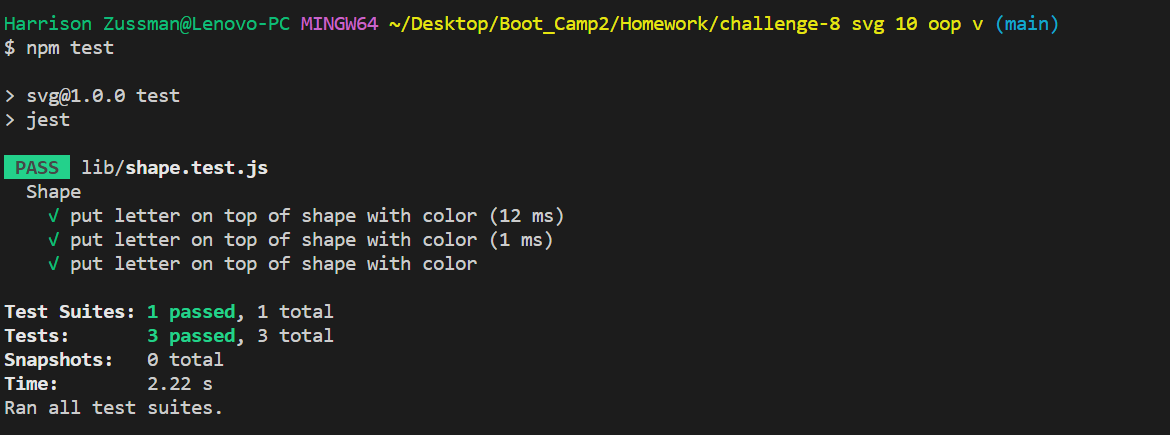 Harrison Zussman@Lenovo-PC MINGW64 ~/Desktop/Boot_Camp2/Homework/challenge-8 svg 10 oop v (main)
$ npm test
> svg@1.0.0 test
> jest
PASS lib/shape.test.js
Shape
√ put letter on top of shape with color (12 ms)
√ put letter on top of shape with color (1 ms)
√ put letter on top of shape with color
Test Suites: 1 passed, 1 total
Tests: 3 passed, 3 total
Snapshots: 0 total
Time: 2.22 s
Ran all test suites.